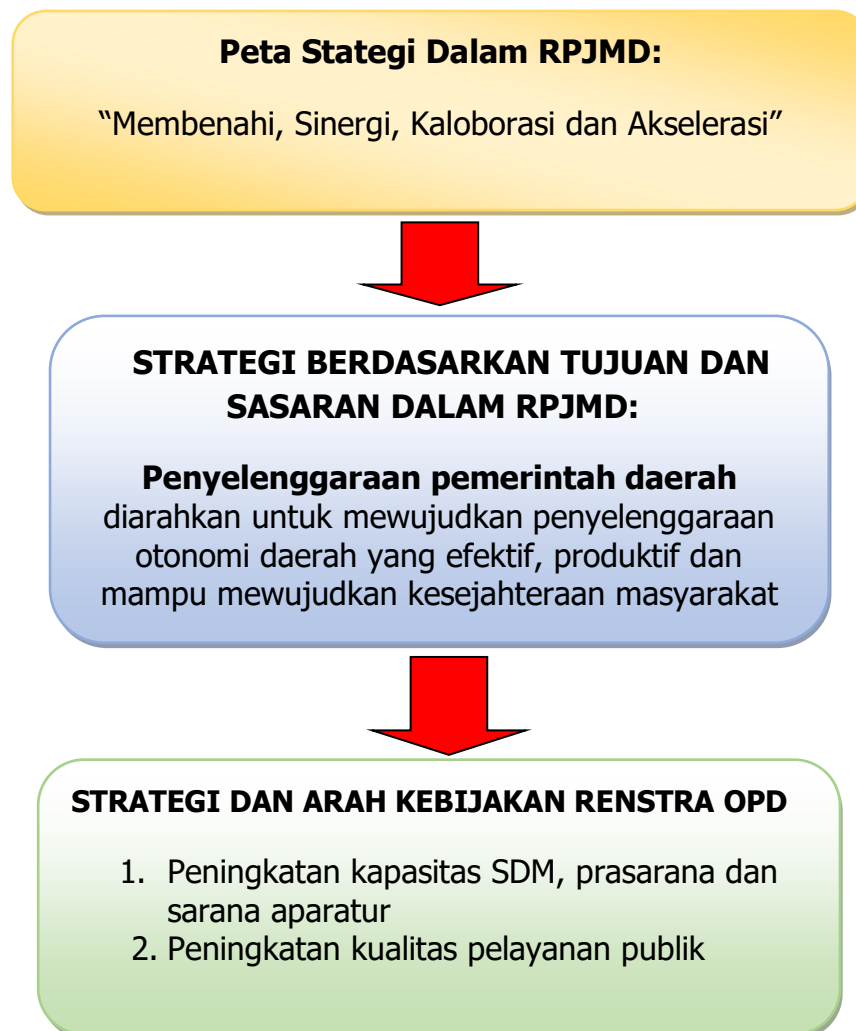 Peta Stategi Dalam RPJMD:
“Membenahi, Sinergi, Kaloborasi dan Akselerasi”
STRATEGI BERDASARKAN TUJUAN DAN
SASARAN DALAM RPJMD:
Penyelenggaraan pemerintah daerah
diarahkan untuk mewujudkan penyelenggaraan
otonomi daerah yang efektif, produktif dan
mampu mewujudkan kesejahteraan masyarakat
STRATEGI DAN ARAH KEBIJAKAN RENSTRA OPD
1. Peningkatan kapasitas SDM, prasarana dan
sarana aparatur
2. Peningkatan kualitas pelayanan publik